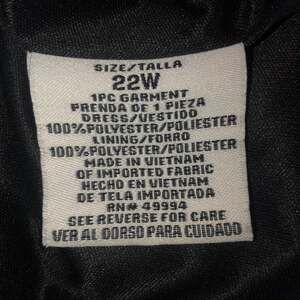 SIZE/TALLA
22W
1PC GARMENT
PRENDA DE 1 PIEZA
DRESS/VESTIDO
100%POLYESTER/POLIESTER
LINING/FORRO
100%POLYESTER/POLIESTER
MADE IN VIETNAM
OF IMPORTED FABRIC
HECHO EN VIETNAM
DE TELA IMPORTADA
RN# 49994
SEE REVERSE FOR CARE
VER AL DORSO PARA CUIDADO